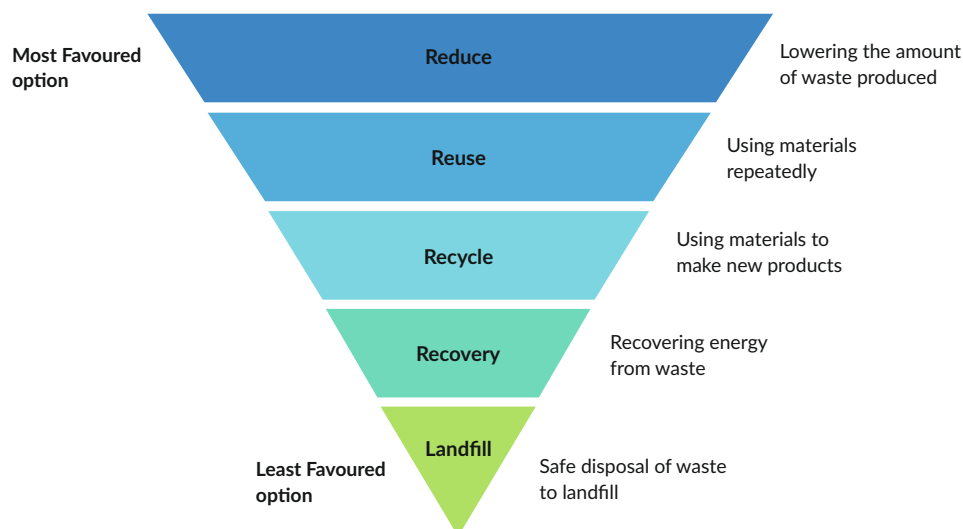 Most Favoured
option
Reduce
Lowering the amount
of waste produced
Reuse
Using materials
repeatedly
Recycle
Using materials to
make new products
Recovery
Recovering energy
from waste
Landfill
Least Favoured
option
Safe disposal of waste
to landfill